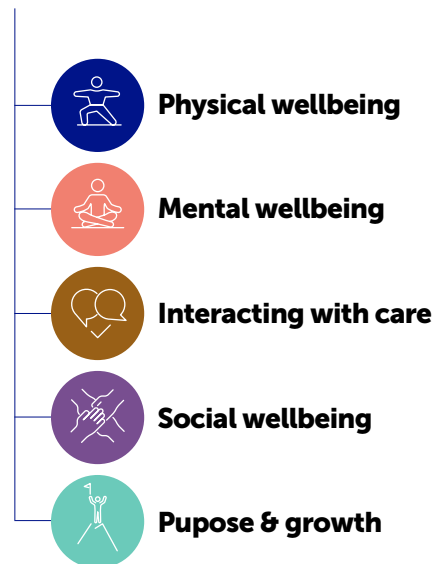 Physical wellbeing
Mental wellbeing
Interacting with care
Social wellbeing
Pupose & growth